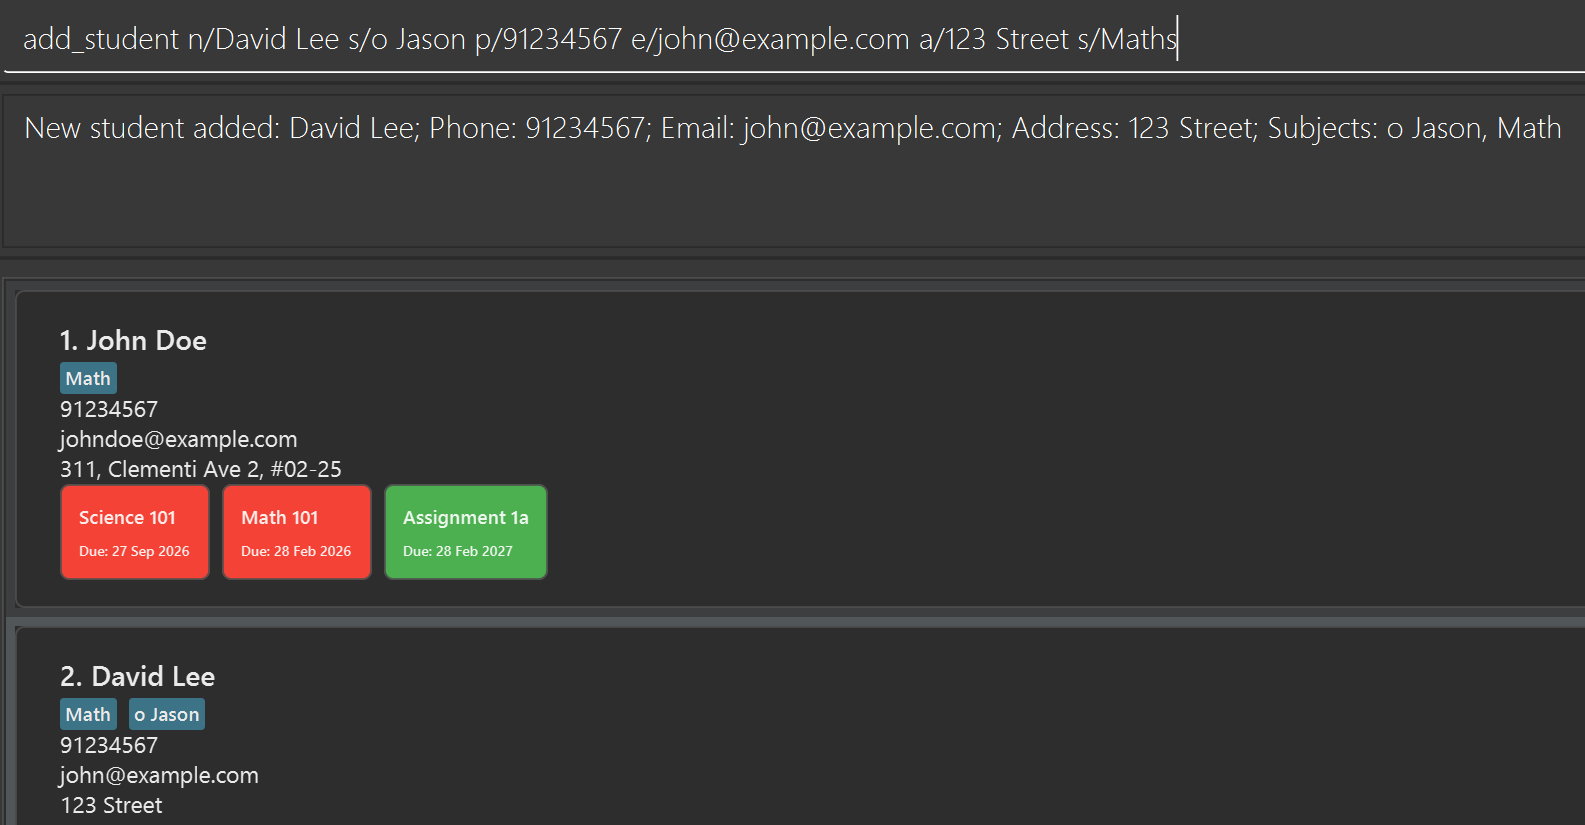 add_student n/David Lee s/o Jason p/91234567 e/john@example.com a/123 Street s/Maths
New student added: David Lee; Phone: 91234567; Email: john@example.com; Address: 123 Street; Subjects: o Jason, Math
1. John Doe
Math
91234567
johndoe@example.com
311, Clementi Ave 2, #02-25
Science 101
Due: 27 Sep 2026
Math 101
Due: 28 Feb 2026
Assignment 1a
Due: 28 Feb 2027
2. David Lee
Math o Jason
91234567
john@example.com
123 Street